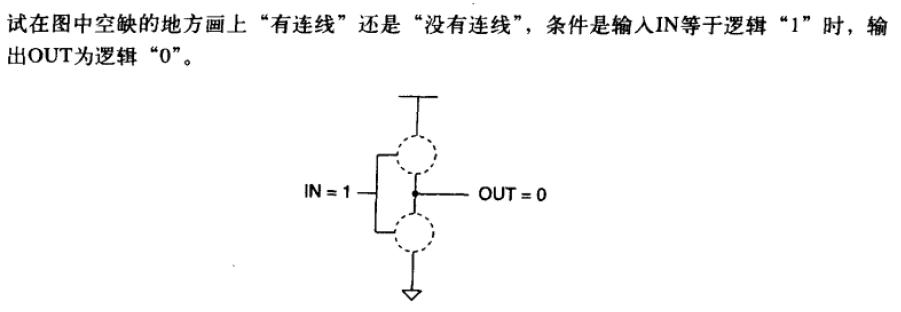 试在图中空缺的地方画上“有连线”还是“没有连线”，条件是输入IN等于逻辑“1”时，输
出OUT为逻辑“0”。
IN = 1
OUT = 0